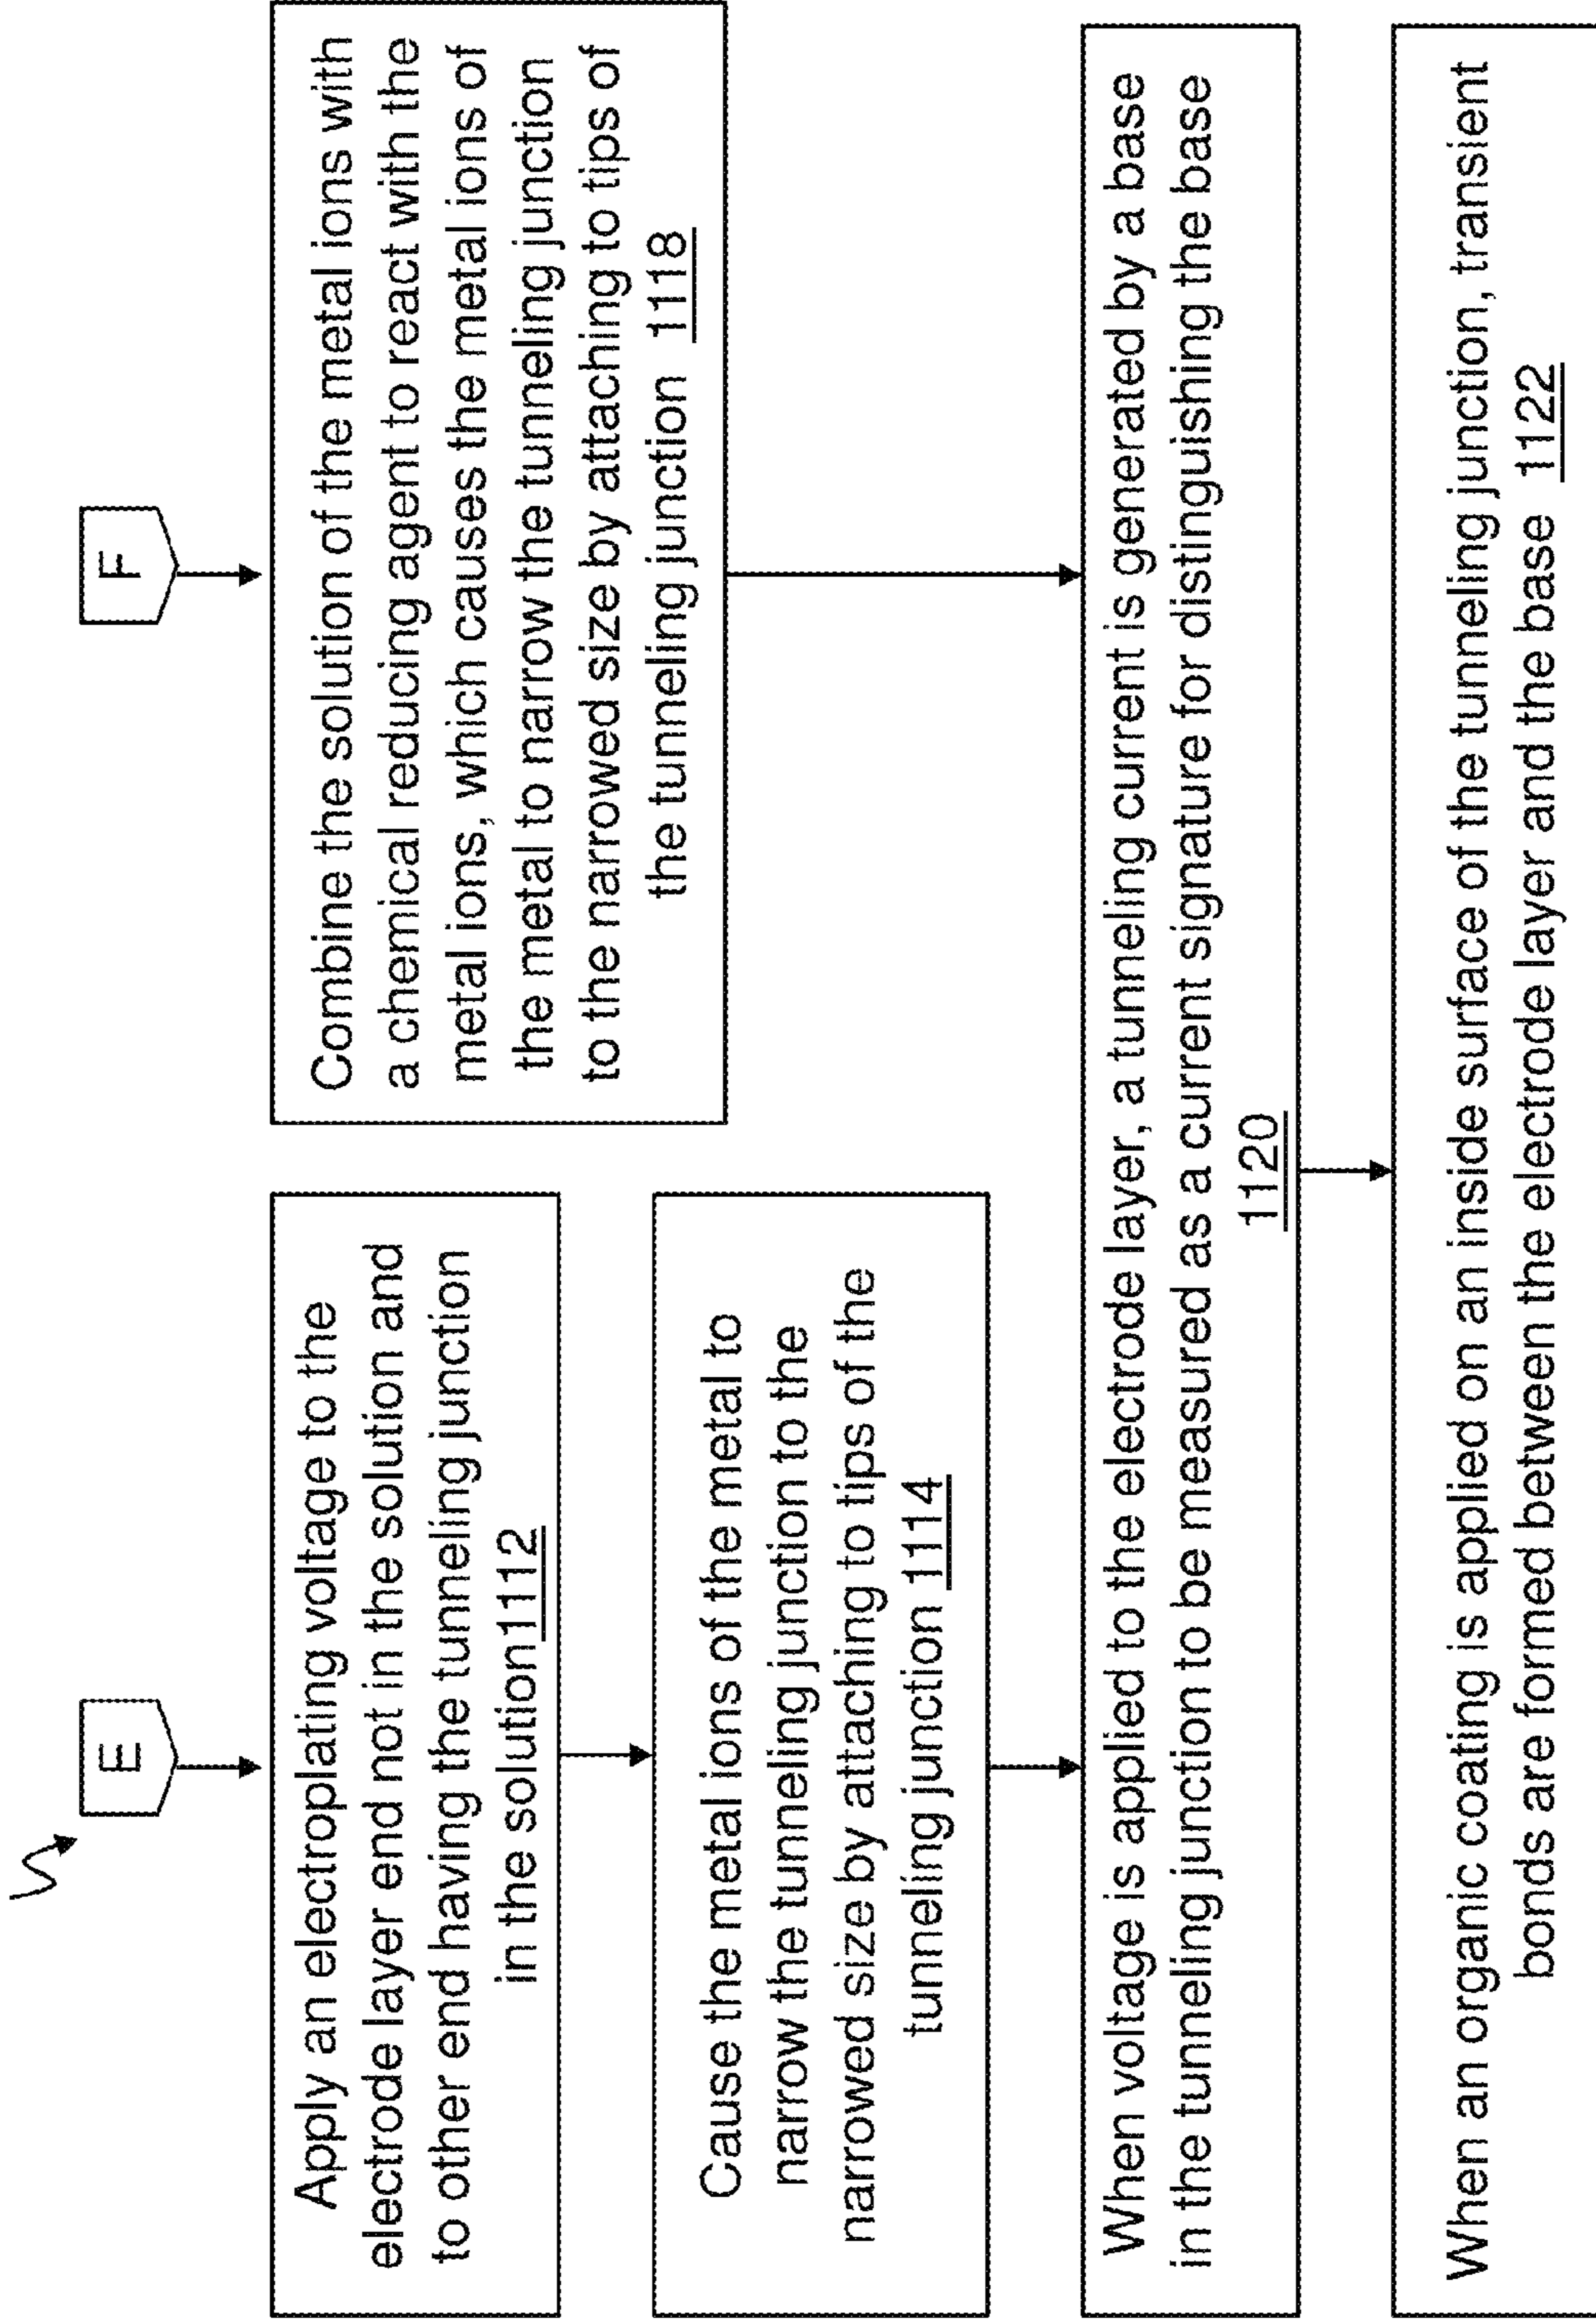 E
Apply an electroplating voltage to the
electrode layer end not in the solution and
to other end having the tunneling junction
in the solution1112
Cause the metal ions of the metal to
narrow the tunneling junction to the
narrowed size by attaching to tips of the
tunneling junction 1114
F
Combine the solution of the metal ions with
a chemical reducing agent to react with the
metal ions, which causes the metal ions of
the metal to narrow the tunneling junction
to the narrowed size by attaching to tips of
the tunneling junction 1118
When voltage is applied to the electrode layer, a tunneling current is generated by a base
in the tunneling junction to be measured as a current signature for distinguishing the base
1120
When an organic coating is applied on an inside surface of the tunneling junction, transient
bonds are formed between the electrode layer and the base 1122